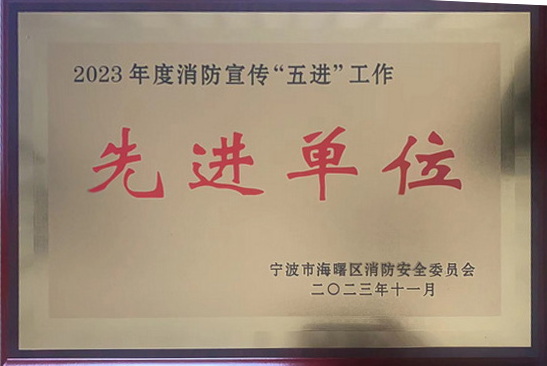 2023年度消防宣传“五进”工作
先进单位
宁波市海曙区消防安全委员会
二〇二三年十一月